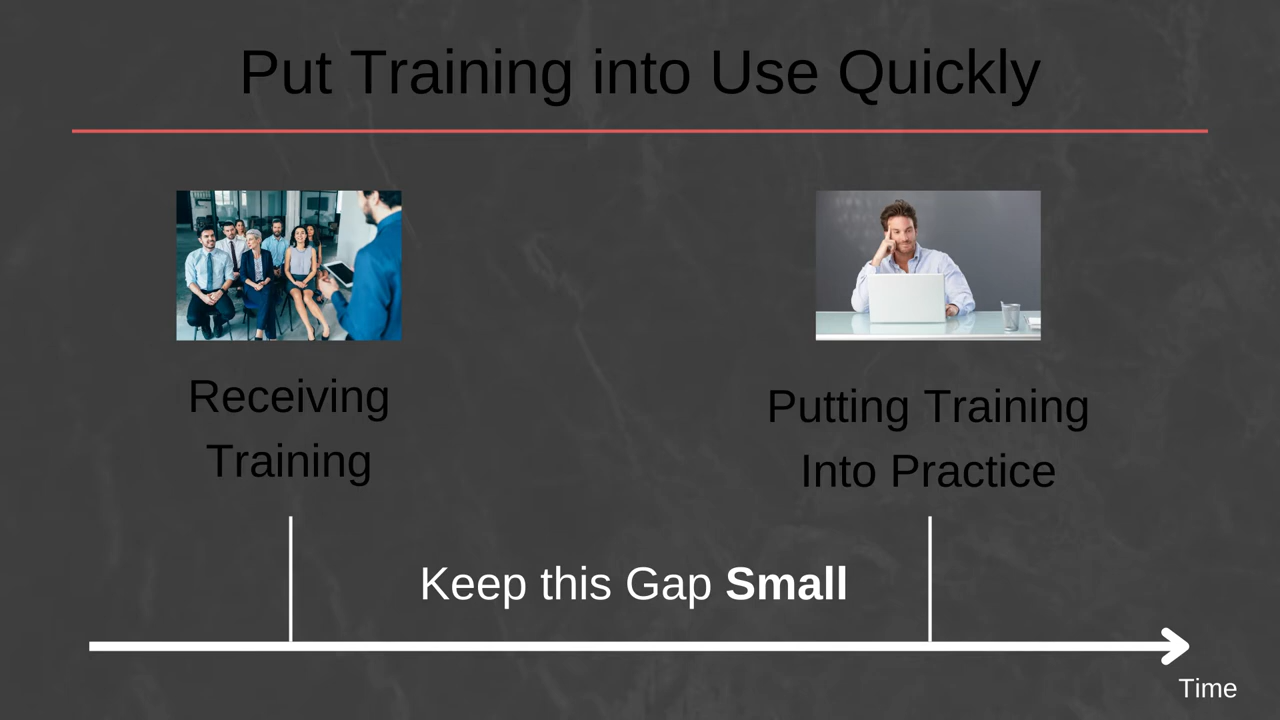 Put Training into Use Quickly
Receiving
Training
Putting Training
Into Practice
Keep this Gap Small
Time